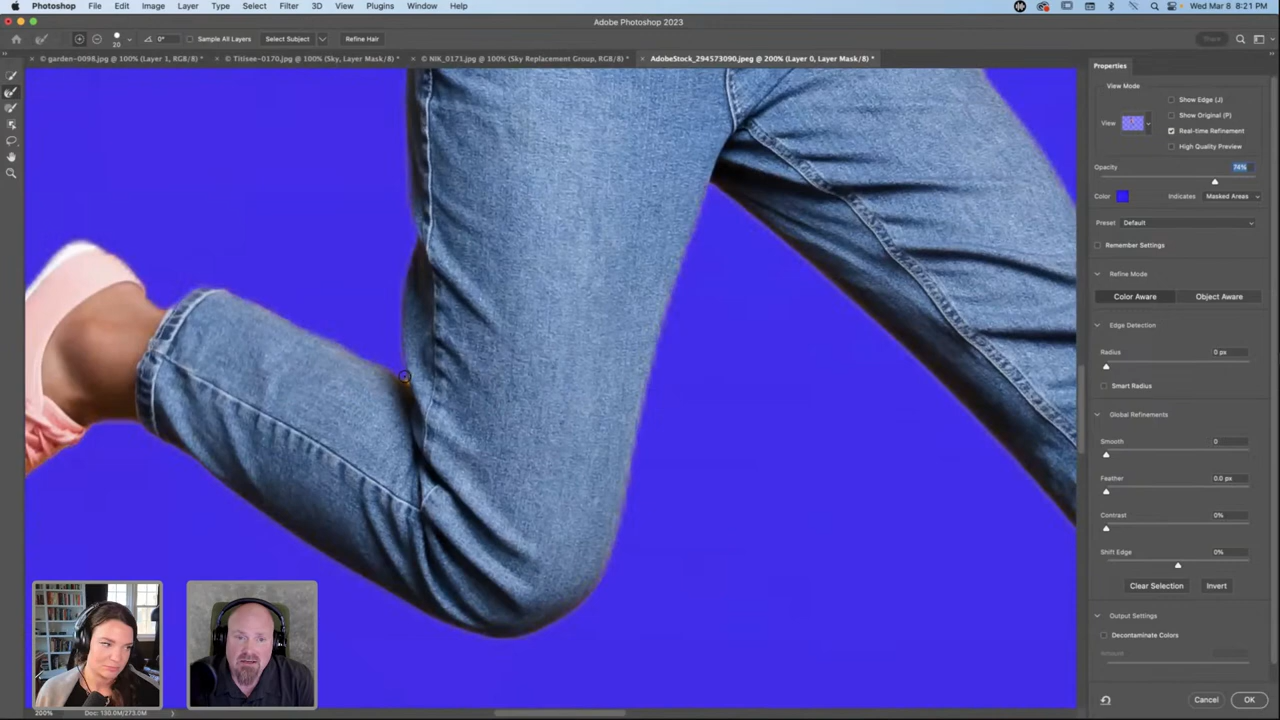 Photoshop File Edit Image Layer Type Select Filter 3D View Plugins Window Help Wed Mar 8 8:21 PM
Adobe Photoshop 2023
20 0° Sample All Layers Select Subject Refine Hair Share
× © garden-0098.jpg @ 100% (Layer 1, RGB/8) * × © Titisee-0170.jpg @ 100% (Sky, Layer Mask/8) * × © NIK_0171.jpg @ 100% (Sky Replacement Group, RGB/8) * × AdobeStock_294573090.jpeg @ 200% (Layer 0, Layer Mask/8) *
Properties
View Mode
Show Edge (J)
Show Original (P)
View
Real-time Refinement
High Quality Preview
Opacity 74%
Color Indicates Masked Areas
Preset Default
Remember Settings
Refine Mode
Color Aware Object Aware
Edge Detection
Radius 0 px
Smart Radius
Global Refinements
Smooth 0
Feather 0.0 px
Contrast 0%
Shift Edge 0%
Clear Selection Invert
Output Settings
Decontaminate Colors
Amount
Cancel OK
200% Doc: 130.0M/273.0M